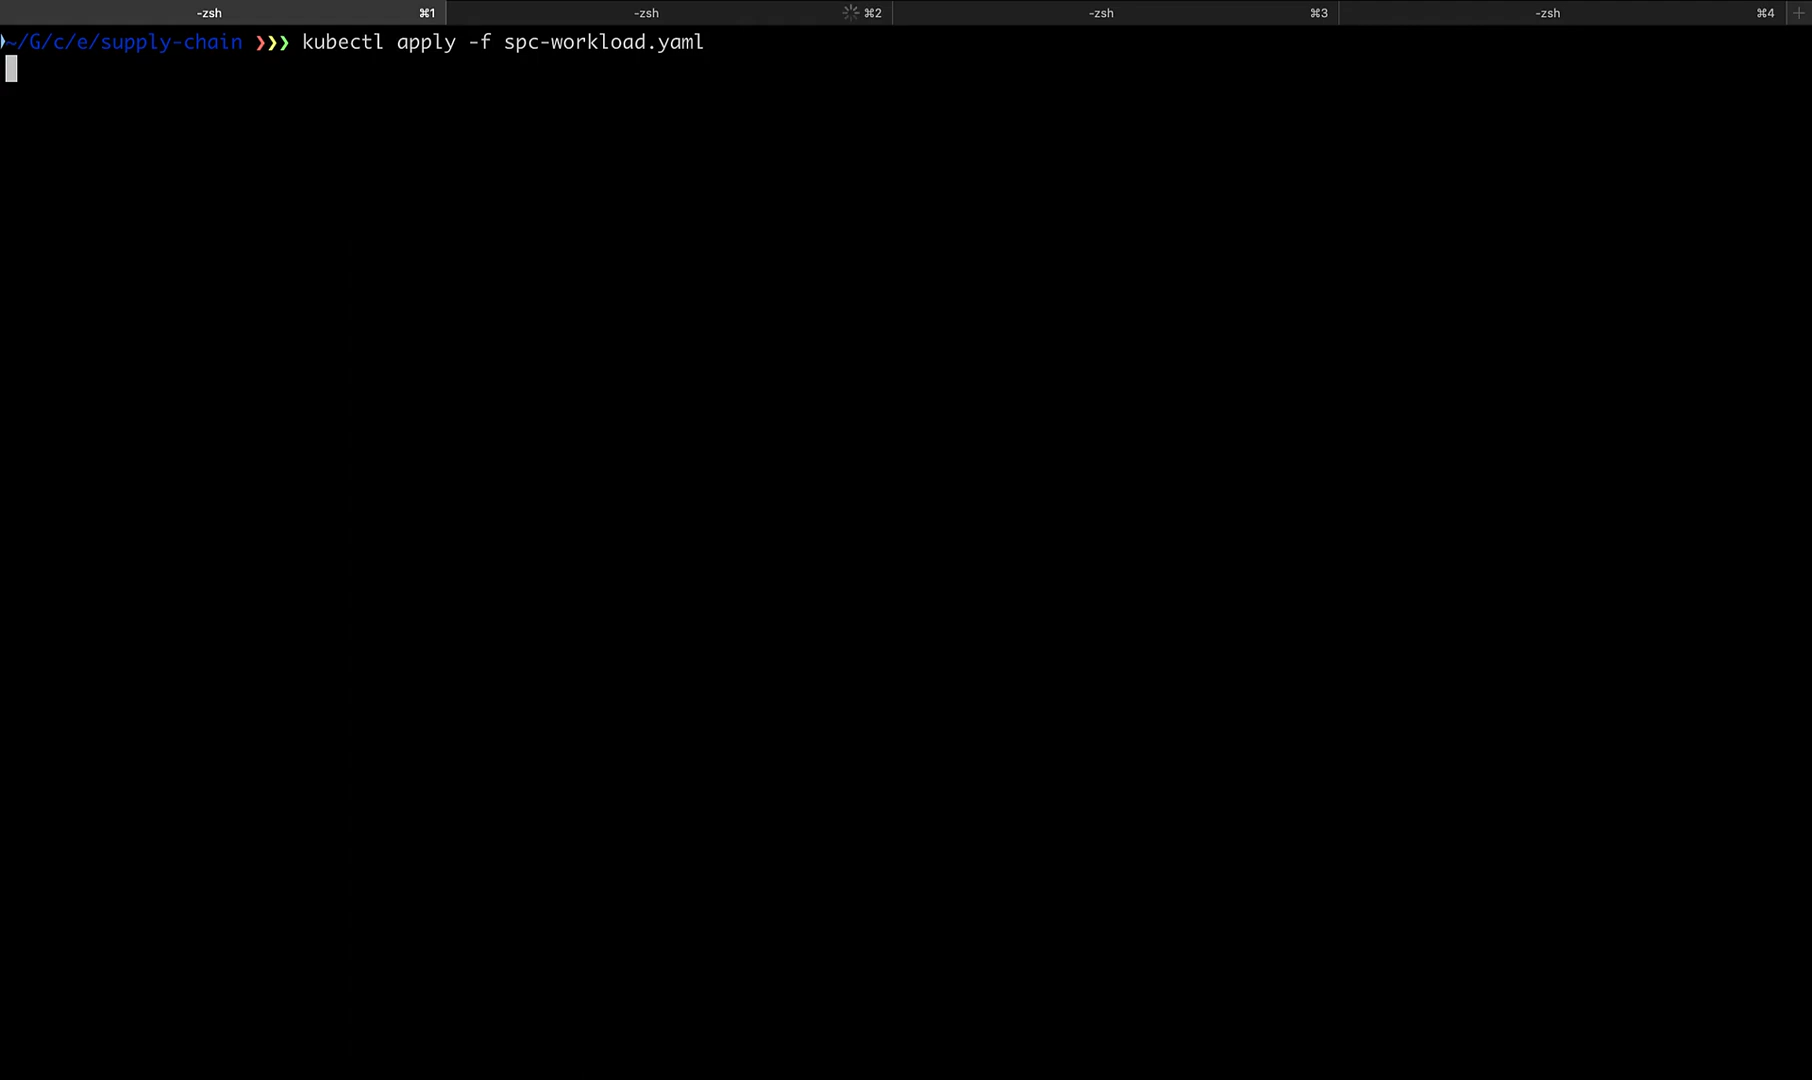 -zsh ⌘1 -zsh ⌘2 -zsh ⌘3 -zsh ⌘4 +
~/G/c/e/supply-chain ❯❯❯ kubectl apply -f spc-workload.yaml